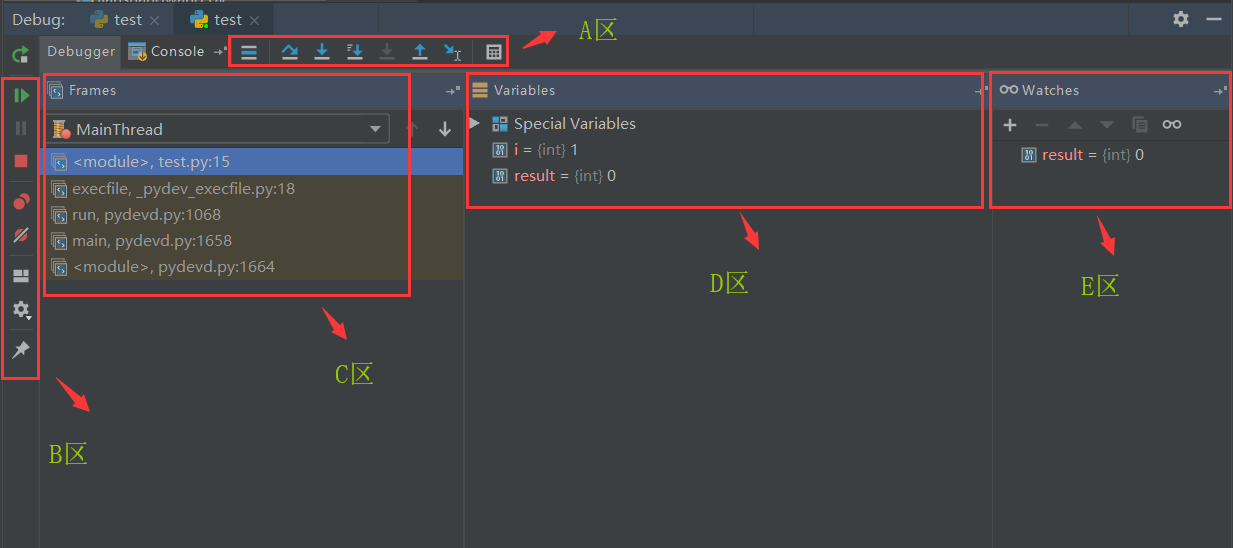 Debug: test test
A区
Debugger Console
Frames
Variables
Watches
MainThread
Special Variables
i = {int} 1
result = {int} 0
result = {int} 0
<module>, test.py:15
execfile, _pydev_execfile.py:18
run, pydevd.py:1068
main, pydevd.py:1658
<module>, pydevd.py:1664
D区
E区
C区
B区